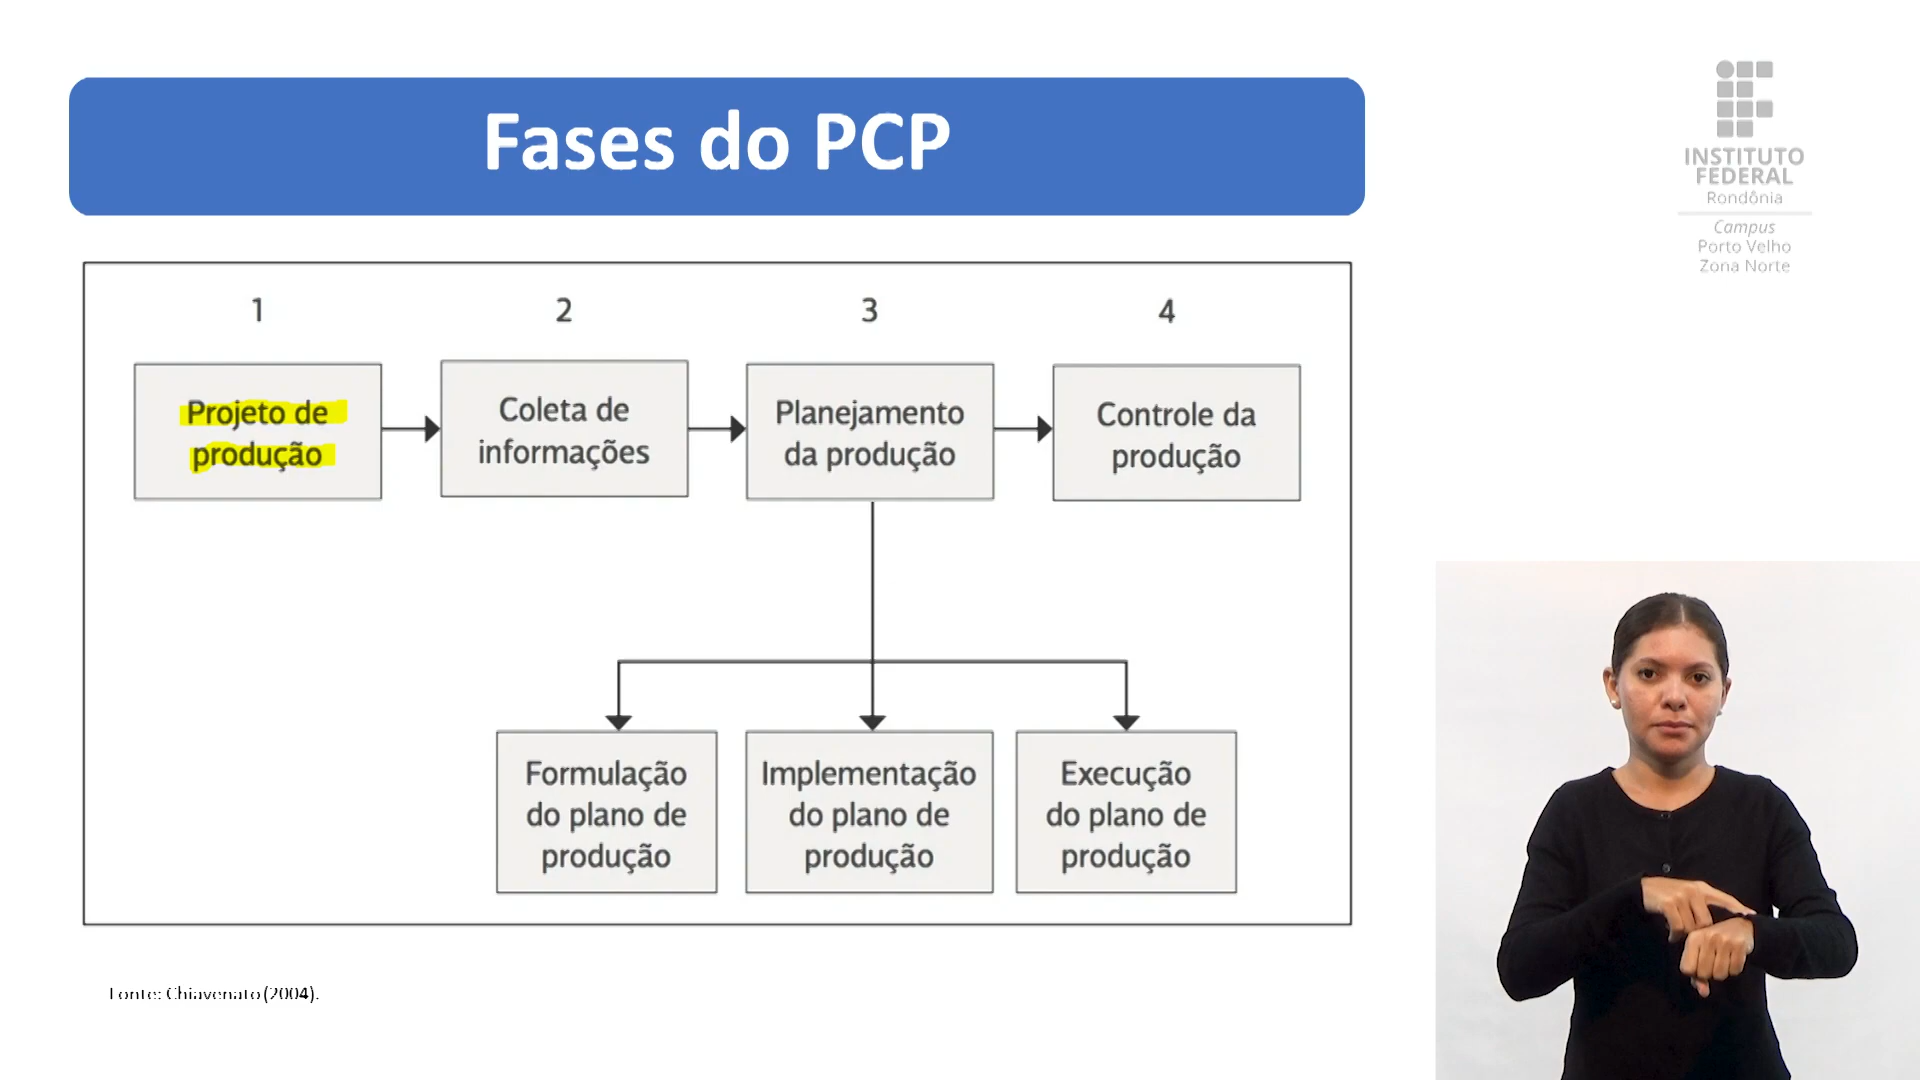 Fases do PCP
INSTITUTO
FEDERAL
Rondônia
Campus
Porto Velho
Zona Norte
1
2
3
4
Projeto de
produção
Coleta de
informações
Planejamento
da produção
Controle da
produção
Formulação
do plano de
produção
Implementação
do plano de
produção
Execução
do plano de
produção
Fonte: Chiavenato (2004).